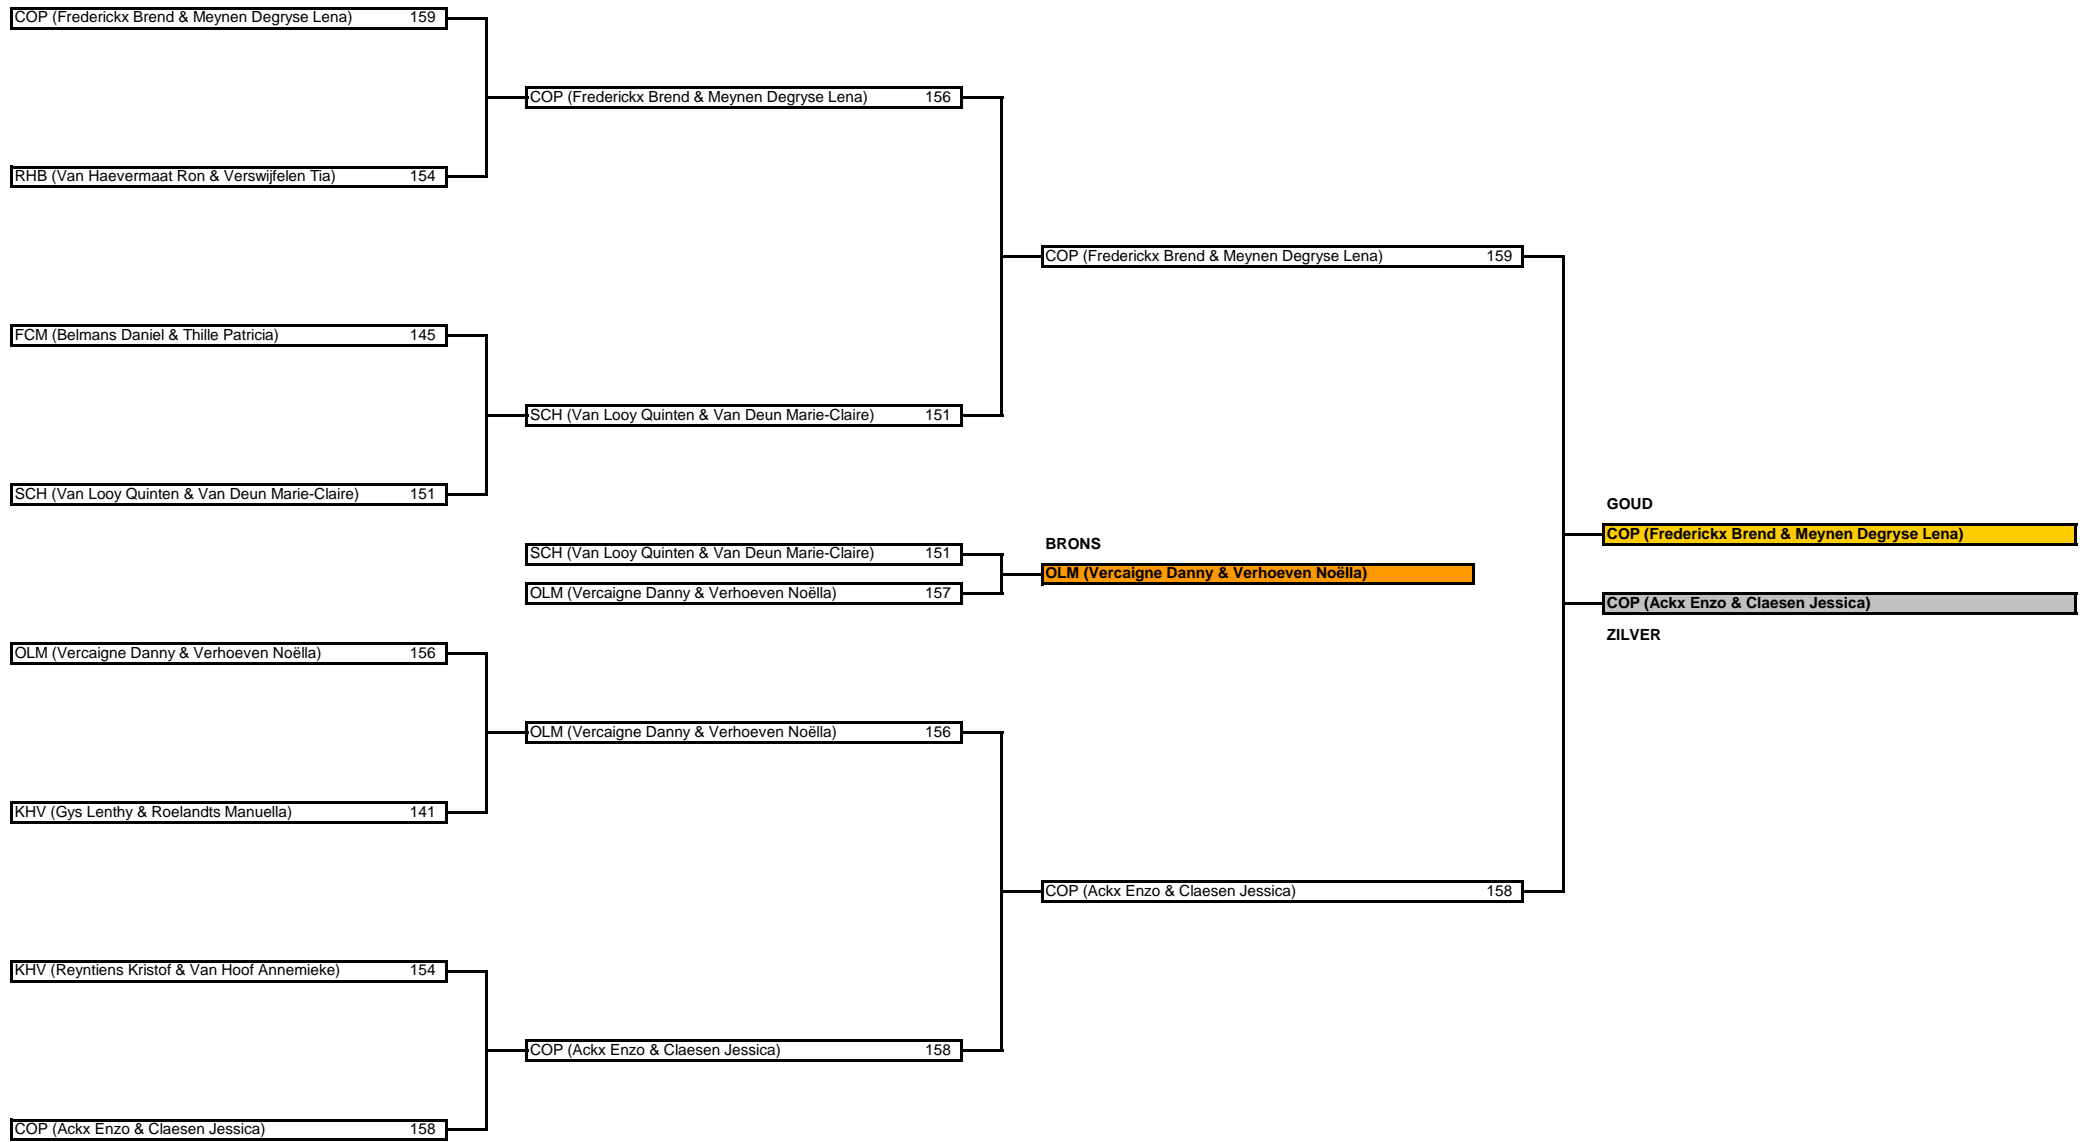 COP (Frederickx Brend & Meynen Degryse Lena) 159
COP (Frederickx Brend & Meynen Degryse Lena) 156
RHB (Van Haevermaat Ron & Verswijfelen Tia) 154
COP (Frederickx Brend & Meynen Degryse Lena) 159
FCM (Belmans Daniel & Thille Patricia) 145
SCH (Van Looy Quinten & Van Deun Marie-Claire) 151
SCH (Van Looy Quinten & Van Deun Marie-Claire) 151
GOUD
COP (Frederickx Brend & Meynen Degryse Lena)
BRONS
SCH (Van Looy Quinten & Van Deun Marie-Claire) 151
OLM (Vercaigne Danny & Verhoeven Noëlla)
OLM (Vercaigne Danny & Verhoeven Noëlla) 157
COP (Ackx Enzo & Claesen Jessica)
ZILVER
OLM (Vercaigne Danny & Verhoeven Noëlla) 156
OLM (Vercaigne Danny & Verhoeven Noëlla) 156
KHV (Gys Lenthy & Roelandts Manuella) 141
COP (Ackx Enzo & Claesen Jessica) 158
KHV (Reyntiens Kristof & Van Hoof Annemieke) 154
COP (Ackx Enzo & Claesen Jessica) 158
COP (Ackx Enzo & Claesen Jessica) 158